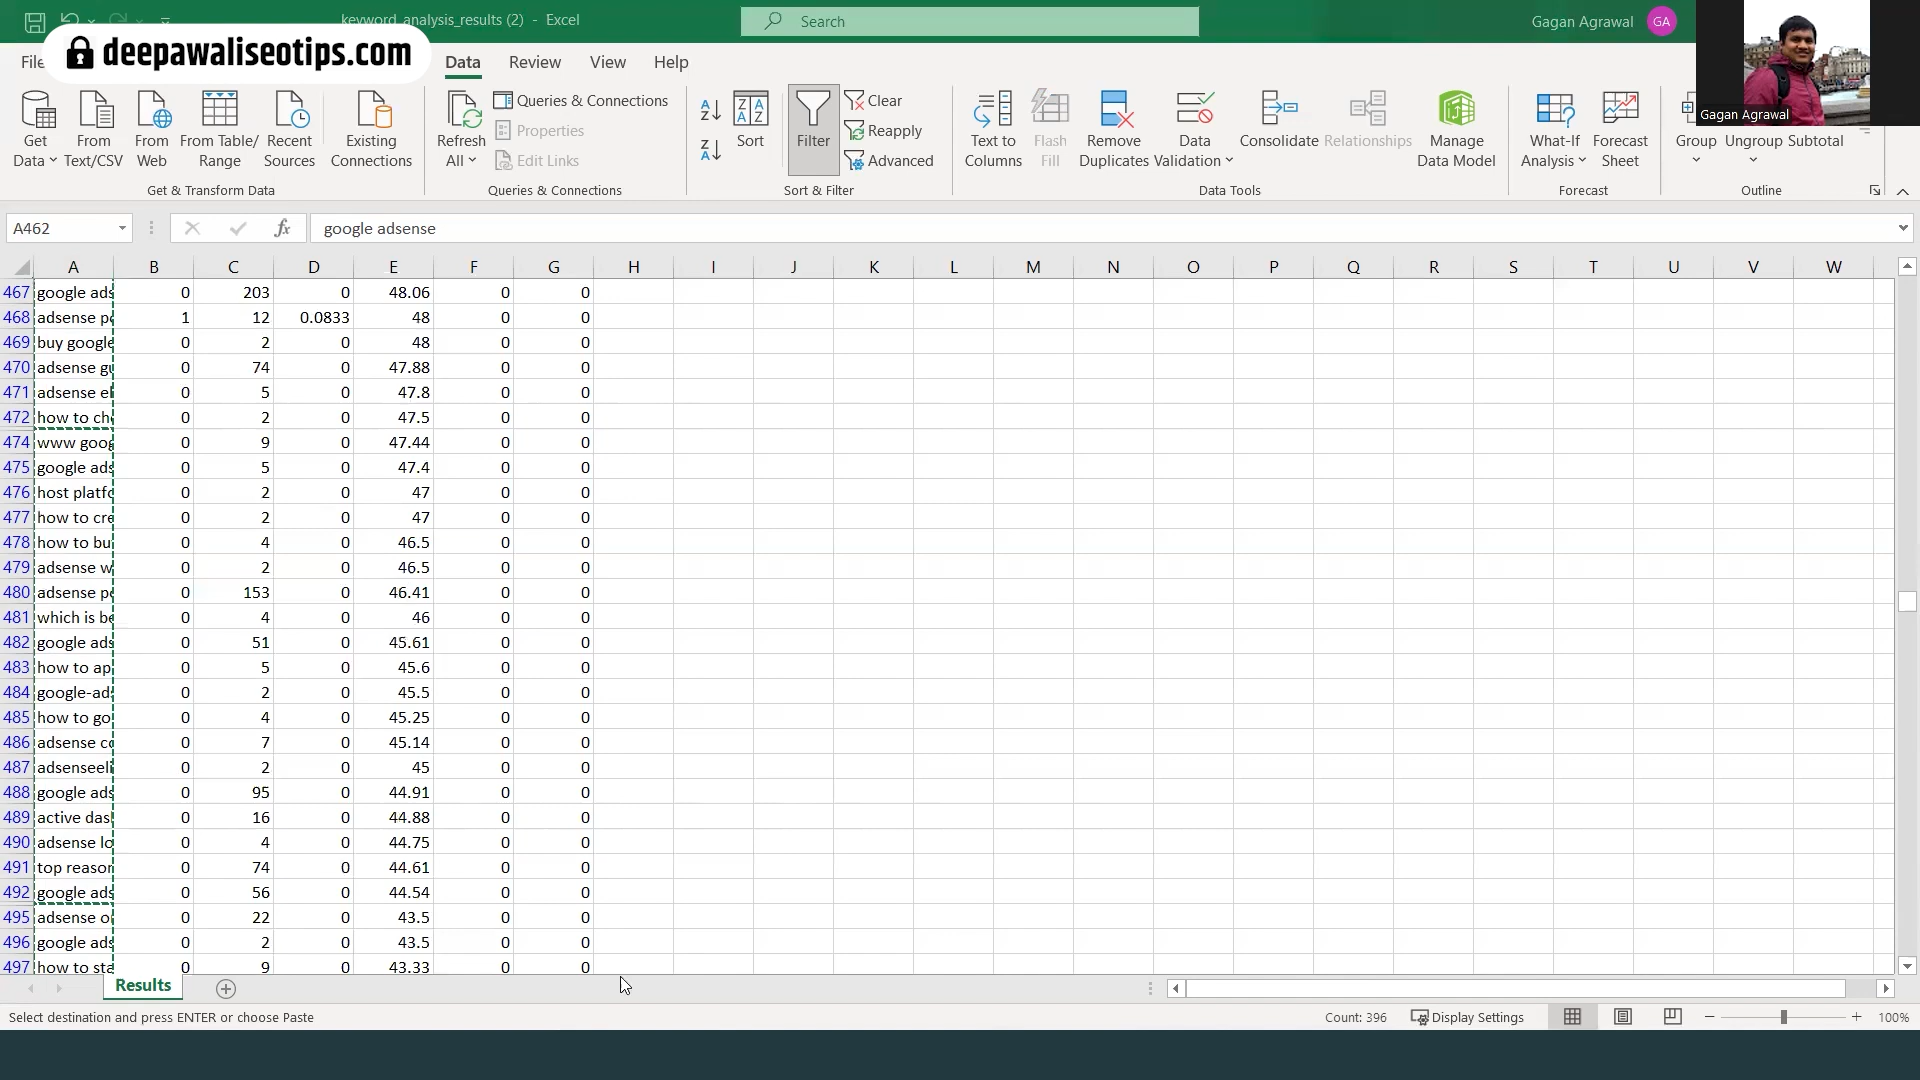 keyword_analysis_results (2) - Excel
Search
Gagan Agrawal GA
deepawaliseotips.com
File
Data Review View Help
Get Data
From Text/CSV
From Web
From Table/ Range
Recent Sources
Existing Connections
Get & Transform Data
Refresh All
Queries & Connections
Properties
Edit Links
Queries & Connections
Sort
Filter
Clear
Reapply
Advanced
Sort & Filter
Text to Columns
Flash Fill
Remove Duplicates
Data Validation
Consolidate
Relationships
Manage Data Model
Data Tools
What-If Analysis
Forecast Sheet
Forecast
Group
Ungroup
Subtotal
Outline
Gagan Agrawal
A462 fx google adsense
A B C D E F G H I J K L M N O P Q R S T U V W
467 google ads 0 203 0 48.06 0 0
468 adsense po 1 12 0.0833 48 0 0
469 buy google 0 2 0 48 0 0
470 adsense gu 0 74 0 47.88 0 0
471 adsense el 0 5 0 47.8 0 0
472 how to che 0 2 0 47.5 0 0
474 www goog 0 9 0 47.44 0 0
475 google ads 0 5 0 47.4 0 0
476 host platfo 0 2 0 47 0 0
477 how to cre 0 2 0 47 0 0
478 how to bu 0 4 0 46.5 0 0
479 adsense w 0 2 0 46.5 0 0
480 adsense po 0 153 0 46.41 0 0
481 which is be 0 4 0 46 0 0
482 google ads 0 51 0 45.61 0 0
483 how to ap 0 5 0 45.6 0 0
484 google-ads 0 2 0 45.5 0 0
485 how to go 0 4 0 45.25 0 0
486 adsense co 0 7 0 45.14 0 0
487 adsenseeli 0 2 0 45 0 0
488 google ads 0 95 0 44.91 0 0
489 active dash 0 16 0 44.88 0 0
490 adsense lo 0 4 0 44.75 0 0
491 top reason 0 74 0 44.61 0 0
492 google ads 0 56 0 44.54 0 0
495 adsense or 0 22 0 43.5 0 0
496 google ads 0 2 0 43.5 0 0
497 how to sta 0 9 0 43.33 0 0
Results
Select destination and press ENTER or choose Paste
Count: 396
Display Settings
100%